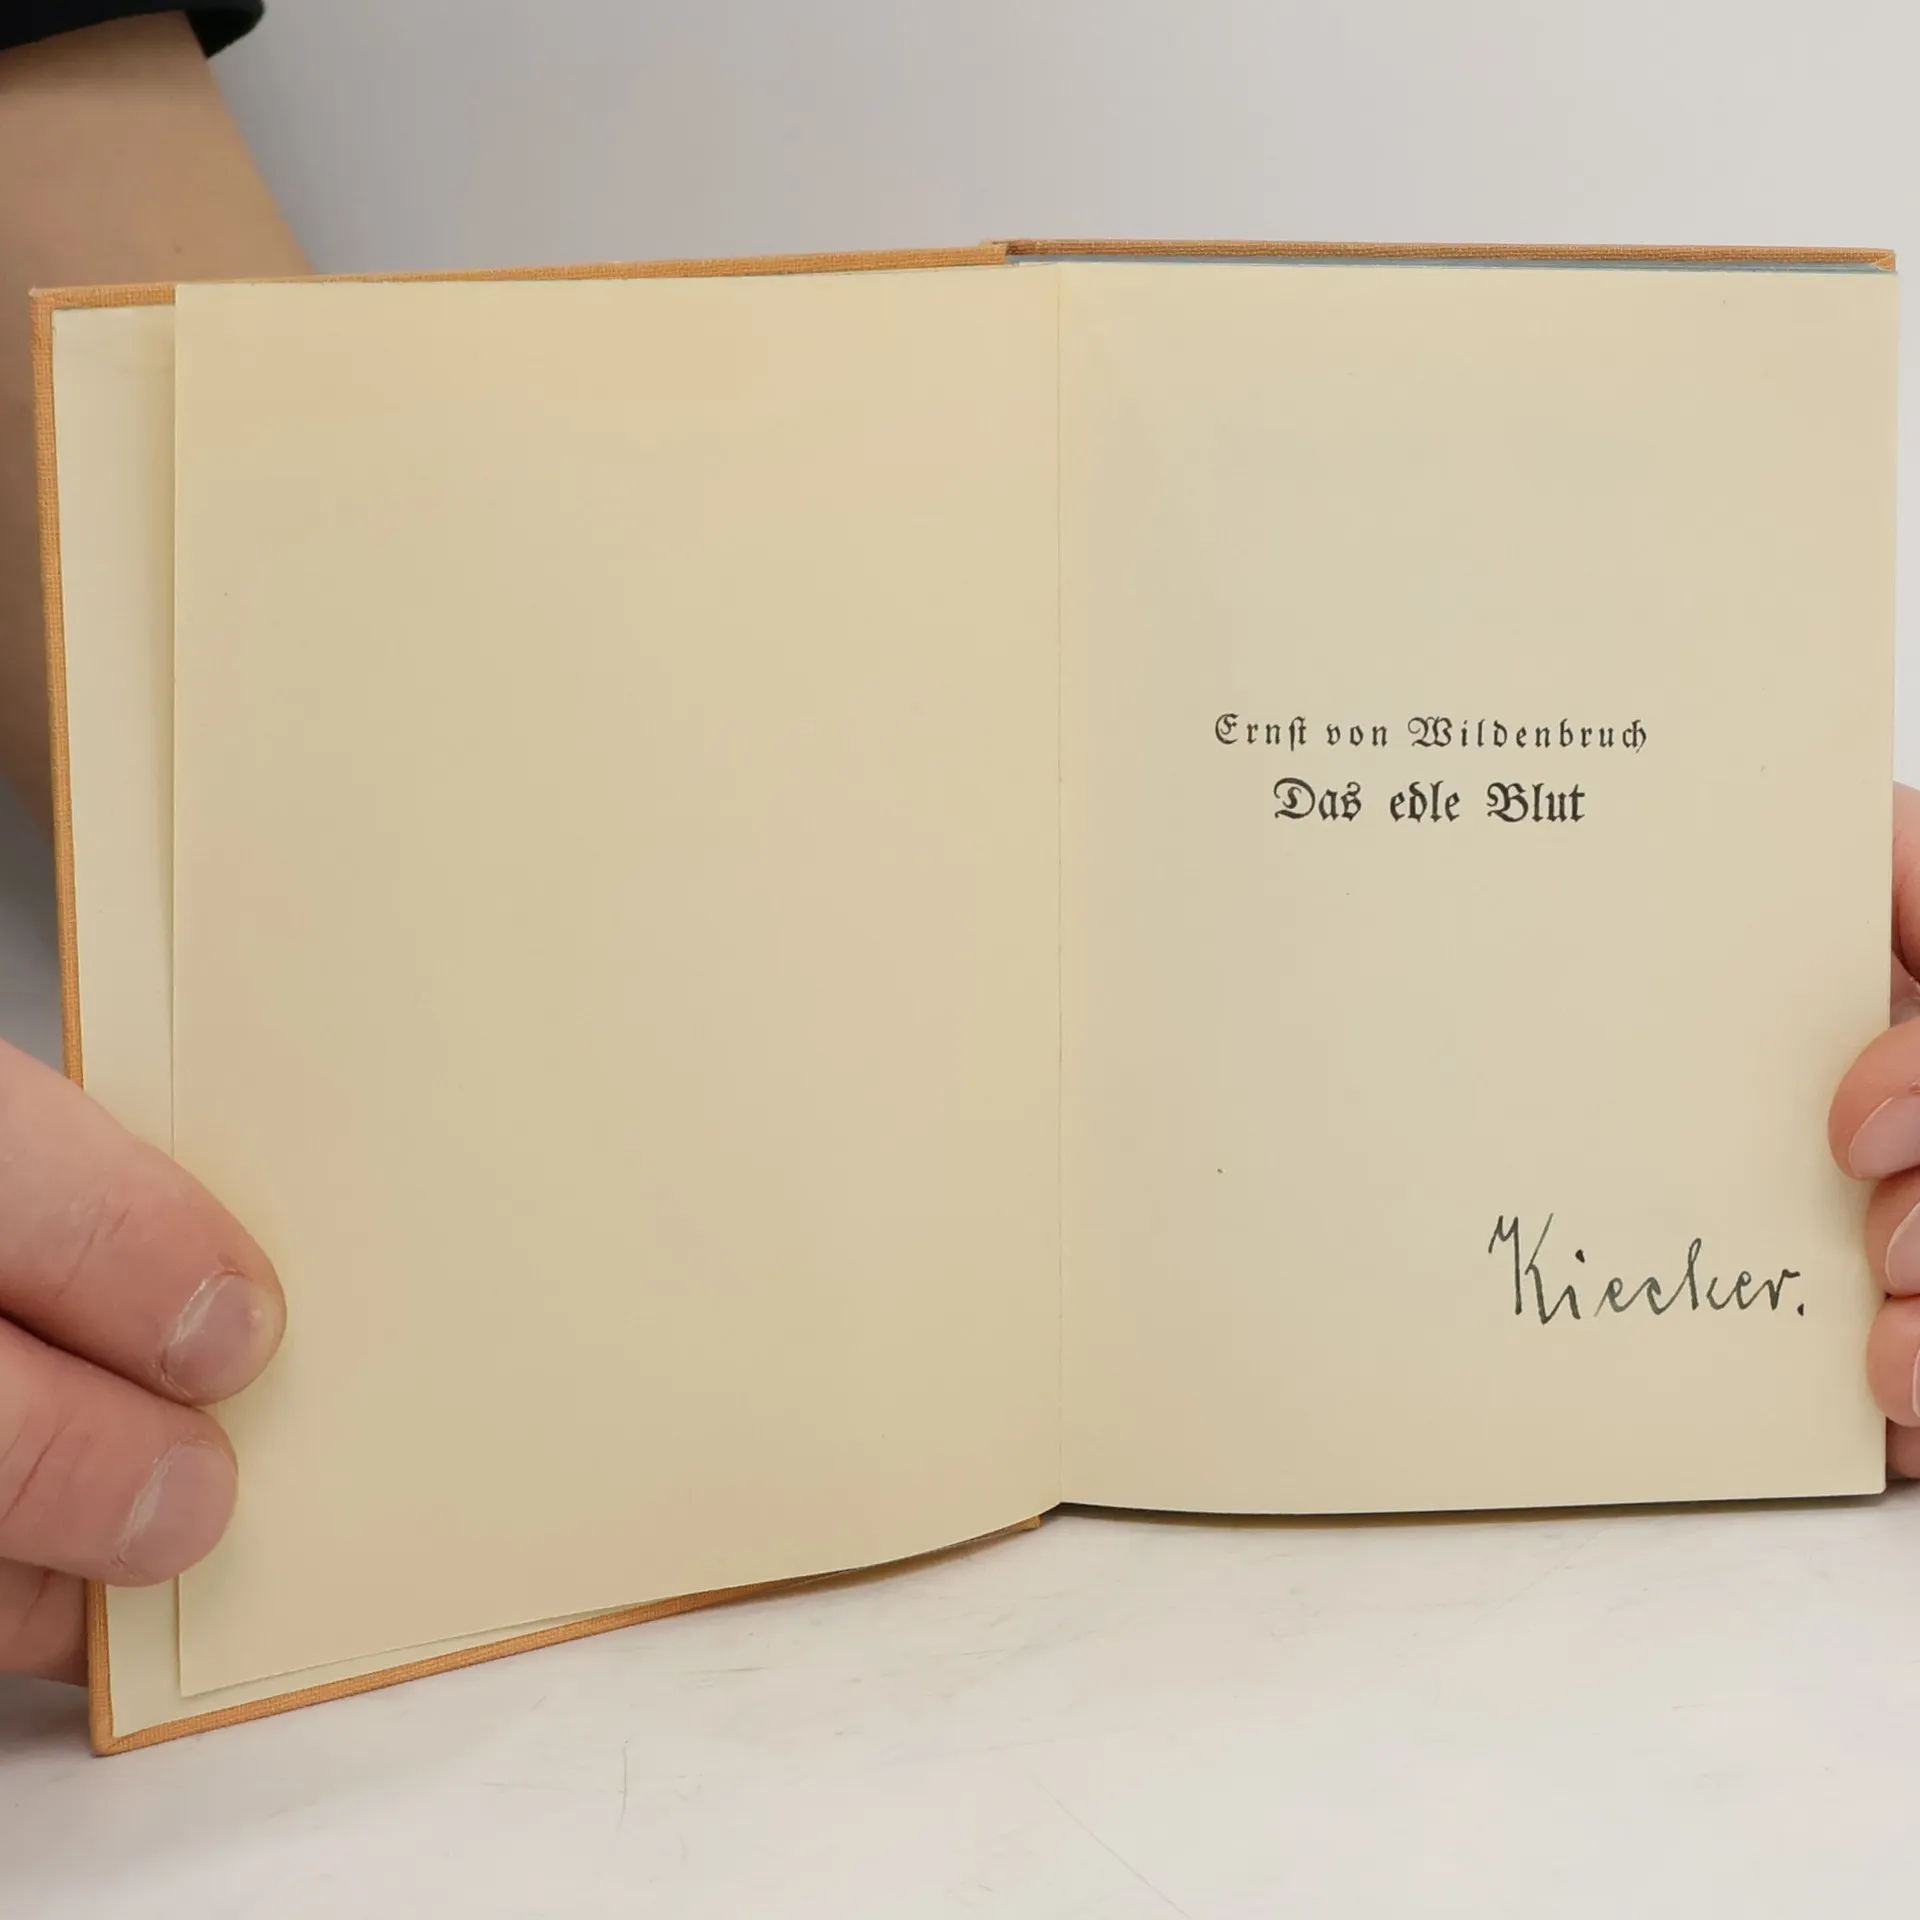 Ernst von Wildenbruch
Das edle Blut
Kiecker.